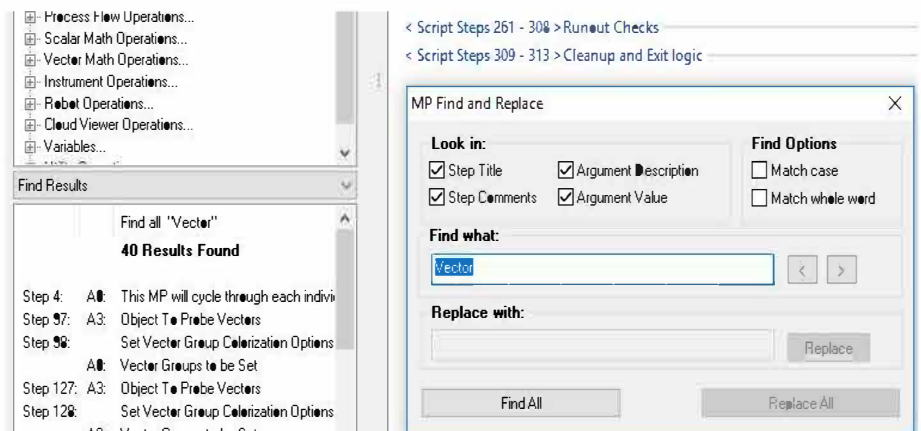 Process Flow Operations...
Scalar Math Operations...
Vector Math Operations...
Instrument Operations...
Robot Operations...
Cloud Viewer Operations...
Variables...
Find Results
Find all "Vector"
40 Results Found
Step 4: A0: This MP will cycle through each indivi
Step 97: A3: Object To Probe Vectors
Step 98: Set Vector Group Colorization Options
A0: Vector Groups to be Set
Step 127: A3: Object To Probe Vectors
Step 128: Set Vector Group Colorization Options
< Script Steps 261 - 308 > Runout Checks
< Script Steps 309 - 313 > Cleanup and Exit logic
MP Find and Replace
Look in:
Step Title
Argument Description
Step Comments
Argument Value
Find Options
Match case
Match whole word
Find what:
Vector
< >
Replace with:
Replace
Find All
Replace All